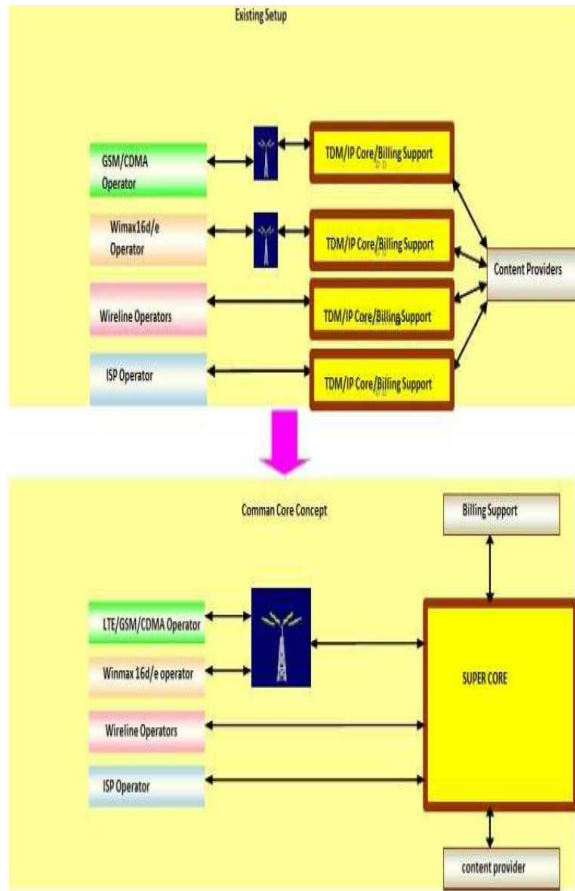 Existing Setup
GSM/CDMA
Operator
TDM/IP Core/Billing Support
Wimax16d/e
Operator
TDM/IP Core/Billing Support
Content Providers
Wireline Operators
TDM/IP Core/Billing Support
ISP Operator
TDM/IP Core/Billing Support
Comman Core Concept
Billing Support
LTE/GSM/CDMA Operator
Winmax 16d/e operator
SUPER CORE
Wireline Operators
ISP Operator
content provider